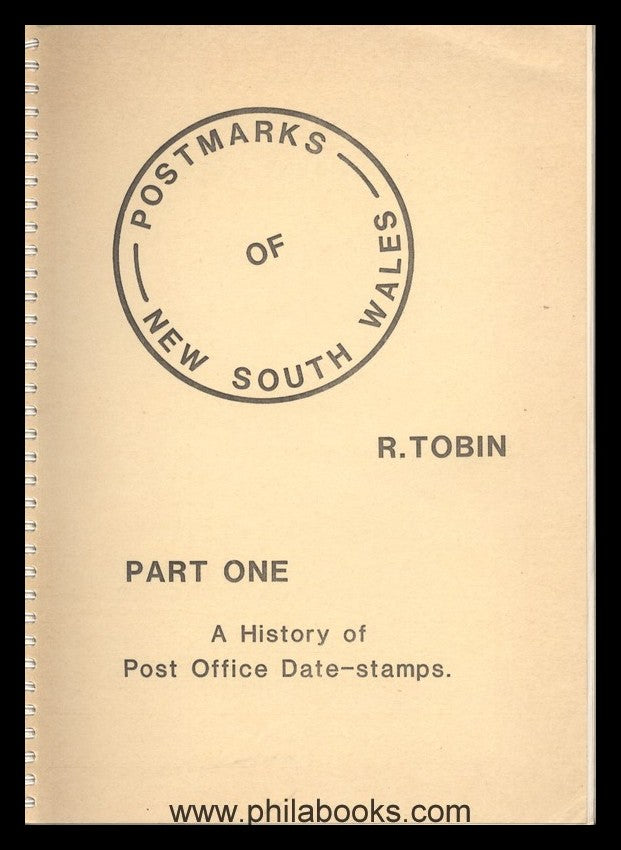 POSTMARKS
OF
NEW SOUTH WALES
R.TOBIN
PART ONE
A History of
Post Office Date-stamps.
www.philabooks.com